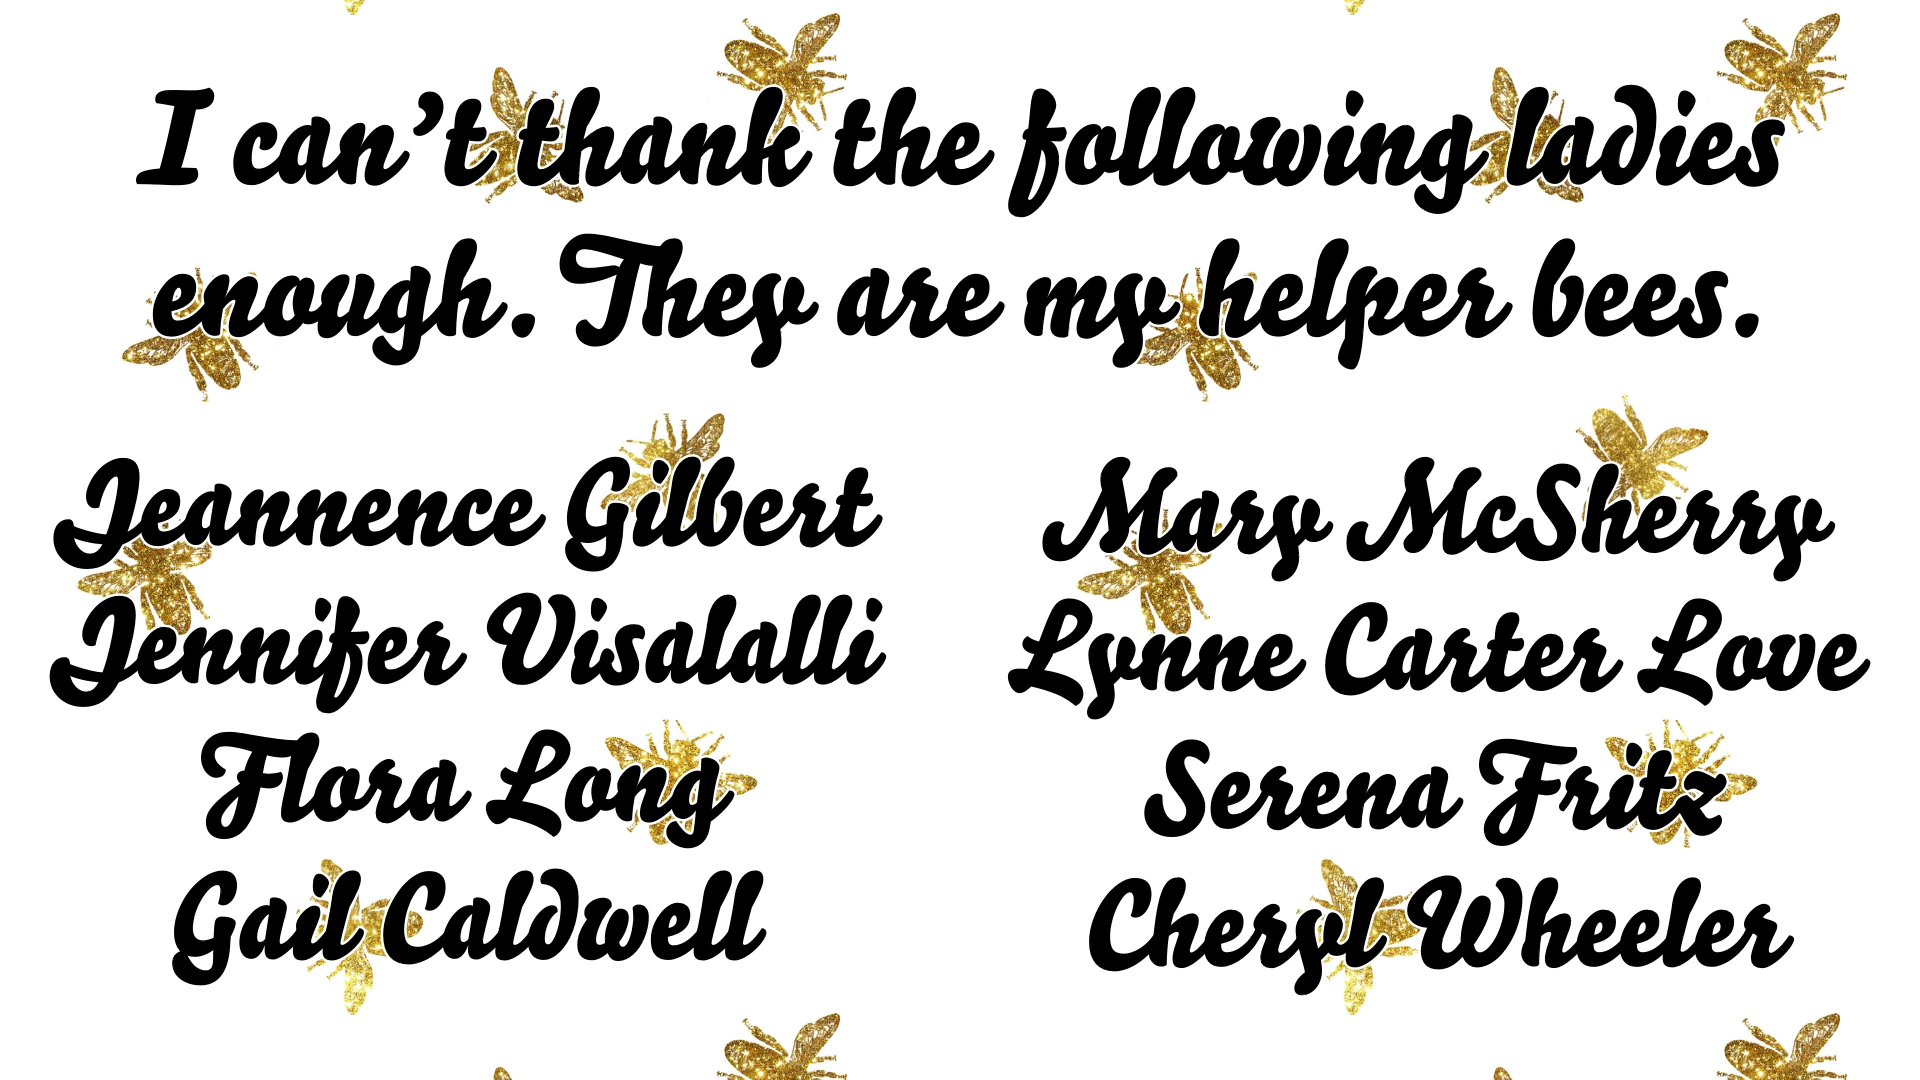 I can’t thank the following ladies
enough. They are my helper bees.
Jeannence Gilbert
Jennifer Visalalli
Flora Long
Gail Caldwell
Mary McSherry
Lynne Carter Love
Serena Fritz
Cheryl Wheeler